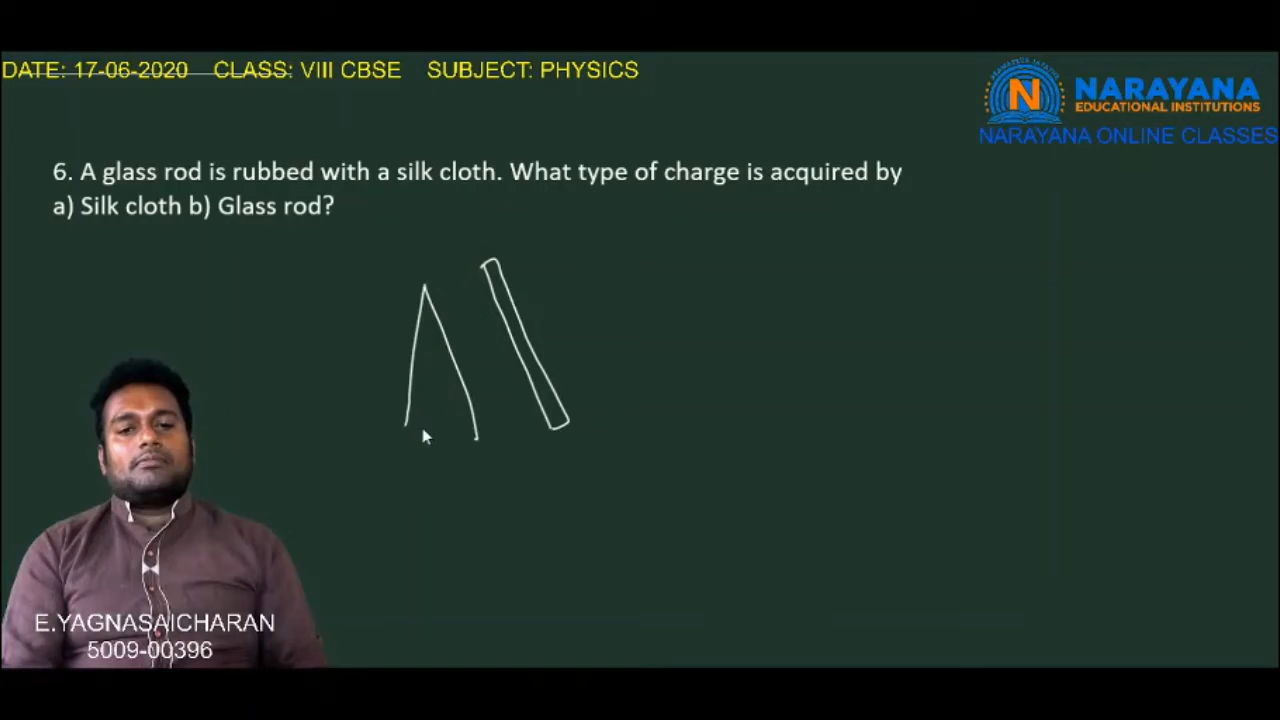 DATE: 17-06-2020 CLASS: VIII CBSE SUBJECT: PHYSICS
N NARAYANA
EDUCATIONAL INSTITUTIONS
NARAYANA ONLINE CLASSES
6. A glass rod is rubbed with a silk cloth. What type of charge is acquired by
a) Silk cloth b) Glass rod?
E.YAGNASAICHARAN
5009-00396